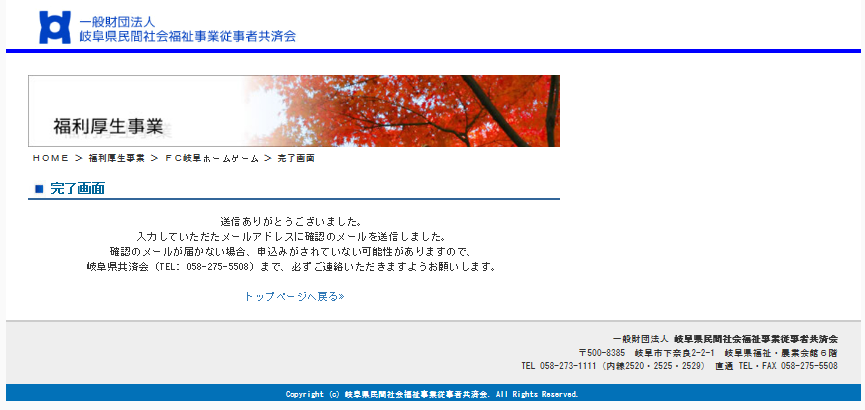 一般財団法人
岐阜県民間社会福祉事業従事者共済会
福利厚生事業
ＨＯＭＥ ＞ 福利厚生事業 ＞ ＦＣ岐阜ホームゲーム ＞ 完了画面
■ 完了画面
送信ありがとうございました。
入力していただたメールアドレスに確認のメールを送信しました。
確認のメールが届かない場合、申込みがされていない可能性がありますので、
岐阜県共済会（TEL: 058-275-5508）まで、必ずご連絡いただきますようお願いします。
トップページへ戻る»
一般財団法人 岐阜県民間社会福祉事業従事者共済会
〒500-8385　岐阜市下奈良2-2-1　岐阜県福祉・農業会館６階
TEL 058-273-1111（内線2520・2525・2529） 直通 TEL・FAX 058-275-5508
Copyright (c) 岐阜県民間社会福祉事業従事者共済会. All Rights Reserved.